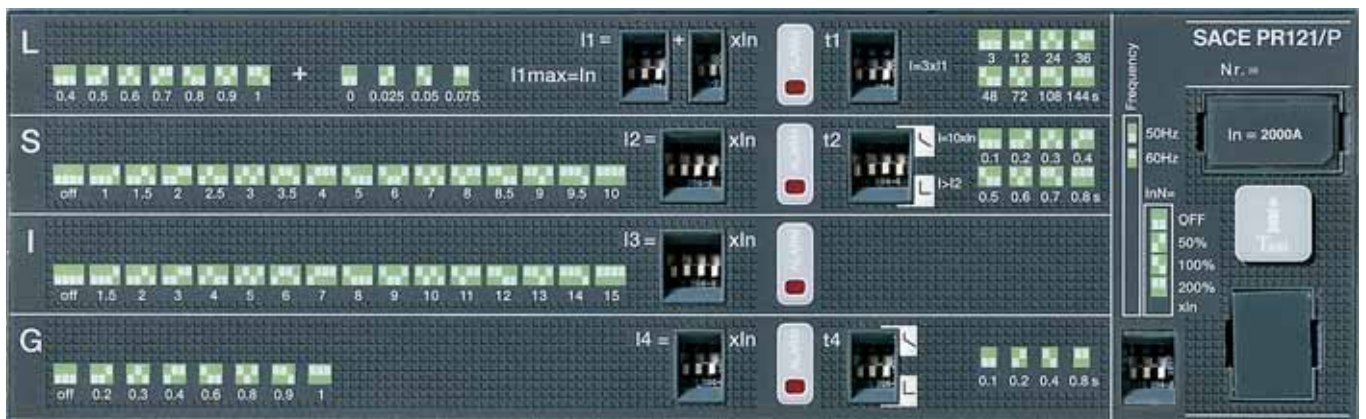 L
I1 =
+
xIn
t1
I1max=In
I=3xI1
0.4 0.5 0.6 0.7 0.8 0.9 1
+
0 0.025 0.05 0.075
3 12 24 36
48 72 108 144 s
S
I2=
xIn
t2
I=10xIn
I>I2
off 1 1.5 2 2.5 3 3.5 4 5 6 7 8 8.5 9 9.5 10
0.1 0.2 0.3 0.4
0.5 0.6 0.7 0.8 s
I
I3=
xIn
off 1.5 2 3 4 5 6 7 8 9 10 11 12 13 14 15
G
I4 =
xIn
t4
off 0.2 0.3 0.4 0.6 0.8 0.9 1
0.1 0.2 0.4 0.8 s
Frequency
50Hz
60Hz
InN=
OFF
50%
100%
200%
xIn
SACE PR121/P
Nr. =
In = 2000A
Test